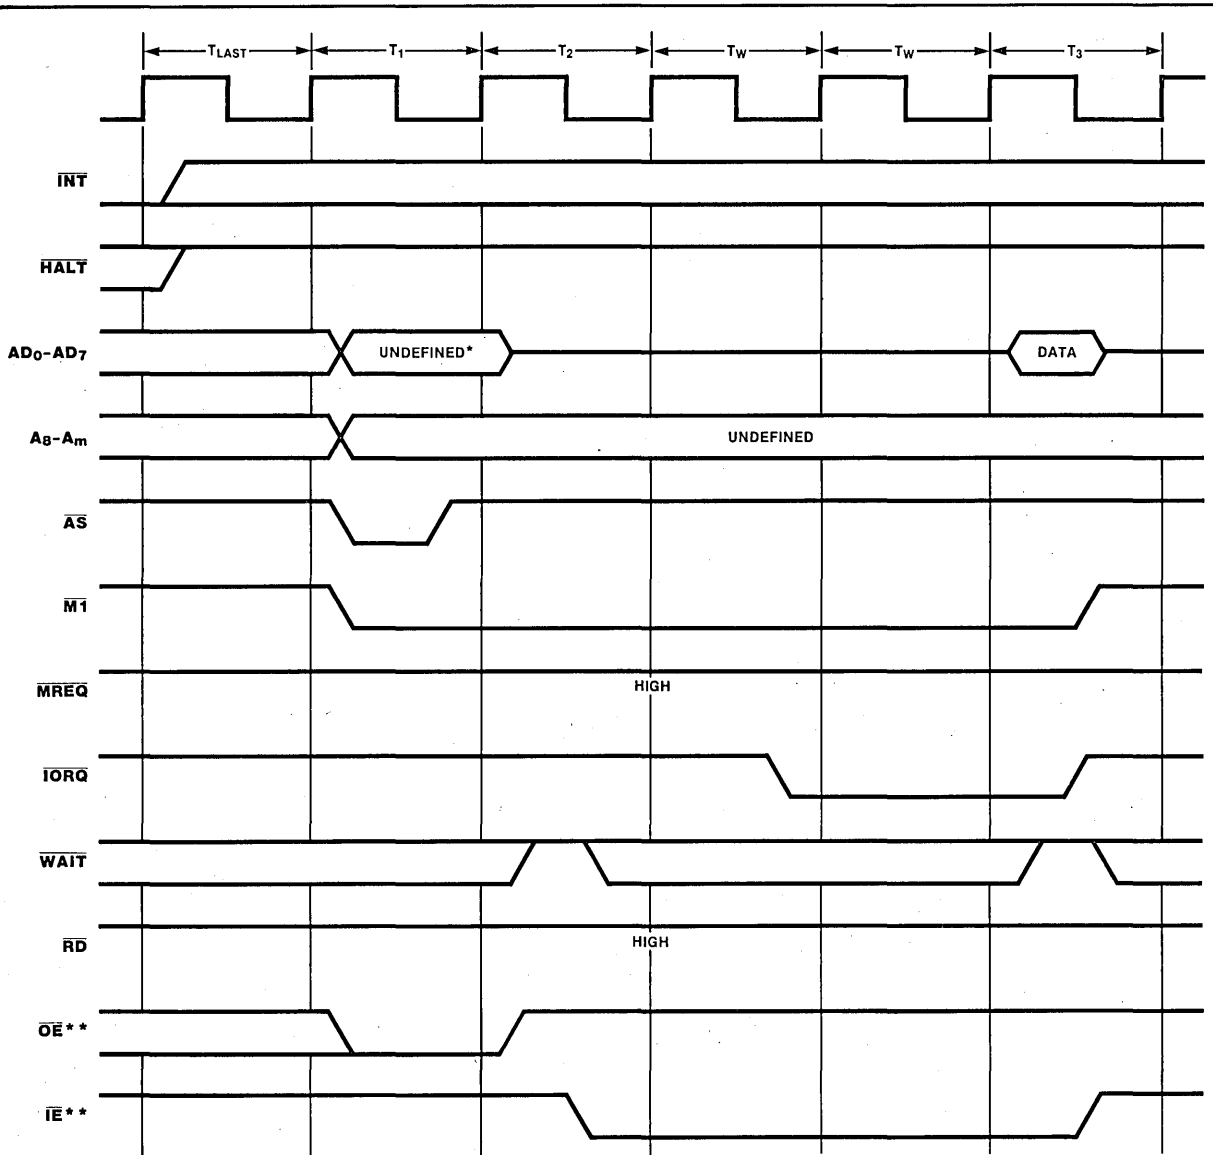 TLAST T1 T2 TW TW T3
INT
HALT
AD0-AD7 UNDEFINED* DATA
A8-Am UNDEFINED
AS
M1
MREQ HIGH
IORQ
WAIT
RD HIGH
OE**
IE**